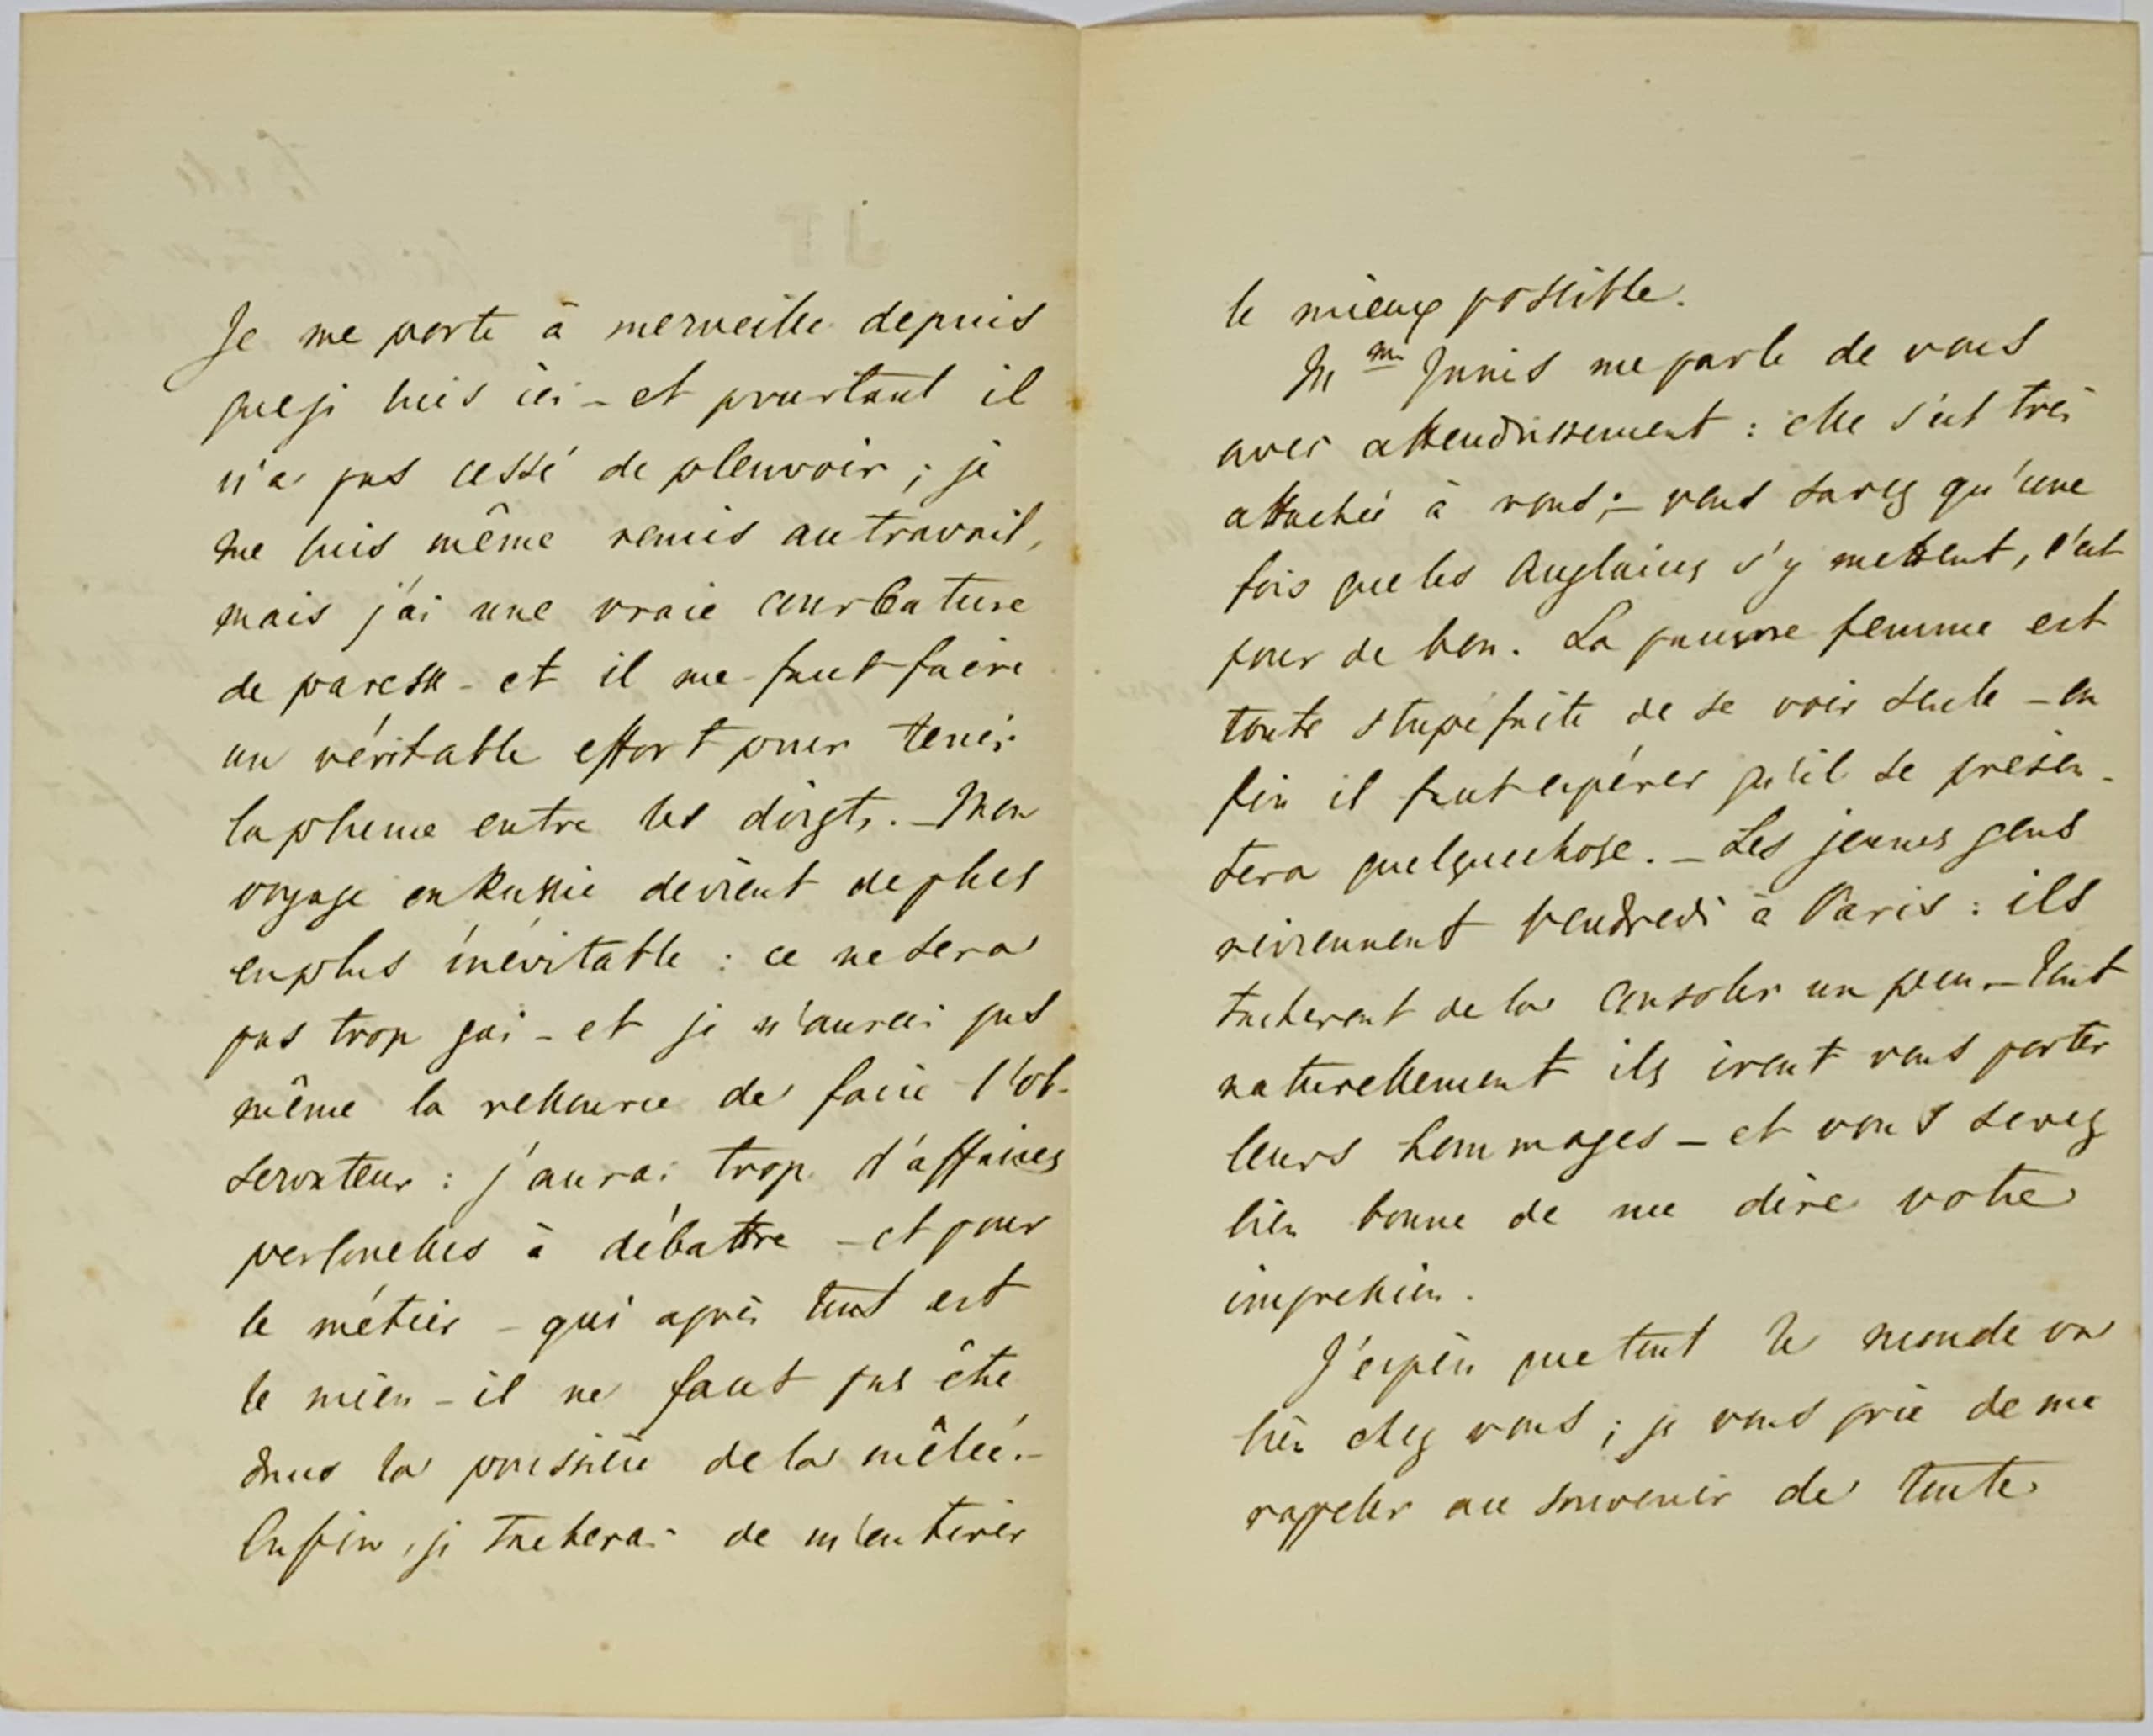 Je me porte à merveille depuis
que je suis ici – et pourtant il
n'a pas cessé de pleuvoir ; je
me suis même remis au travail,
mais j'ai une vraie courbature
de paresse – et il me faut faire
un véritable effort pour tenir
la plume entre les doigts. – Mon
voyage en Russie devient de plus
en plus inévitable : ce ne sera
pas trop gai – et je n'aurai pas
même la ressource de faire l'ob-
servateur : j'aurai trop d'affaires
personelles à débattre – et pour
le métier – qui après tout est
le mien – il ne faut pas être
dans la poussière de la mêlée. –
Enfin, je tacherai de m'en tirer
le mieux possible.
Mme Innis me parle de vous
avec attendrissement : elle s'est très
attachée à vous ; – vous savez qu'une
fois que les Anglaises s'y mettent, c'est
pour de bon. La pauvre femme est
toute stupéfaite de se voir seule – en
fin il faut espérer qu'il se présen-
tera quelque chose. – Les jeunes gens
reviennent vendredi à Paris : ils
tacheront de la consoler un peu. – Tout
naturellement ils iront vous porter
leurs hommages – et vous serez
bien bonne de me dire votre
impression.
J'espère que tout le monde va
bien chez vous ; je vous prie de me
rappeler au souvenir de toute